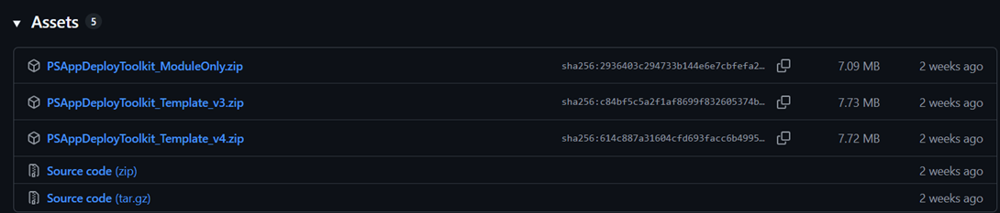 Assets 5
PSAppDeployToolkit_ModuleOnly.zip sha256:2936403c294733b144e6e7cbfefa2… 7.09 MB 2 weeks ago
PSAppDeployToolkit_Template_v3.zip sha256:c84bf5c5a2f1af8699f832605374b… 7.73 MB 2 weeks ago
PSAppDeployToolkit_Template_v4.zip sha256:614c887a31604cfd693facc6b4995… 7.72 MB 2 weeks ago
Source code (zip) 2 weeks ago
Source code (tar.gz) 2 weeks ago